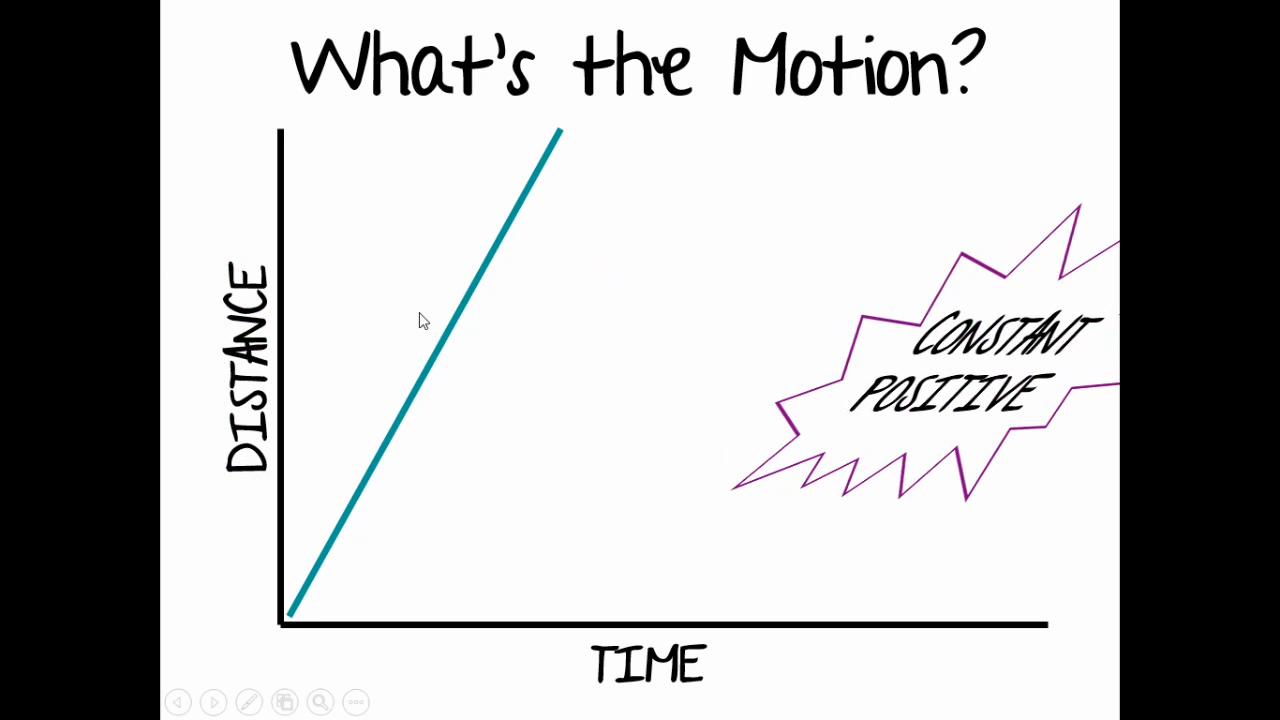 What's the Motion?
DISTANCE
CONSTANT
POSITIVE
TIME